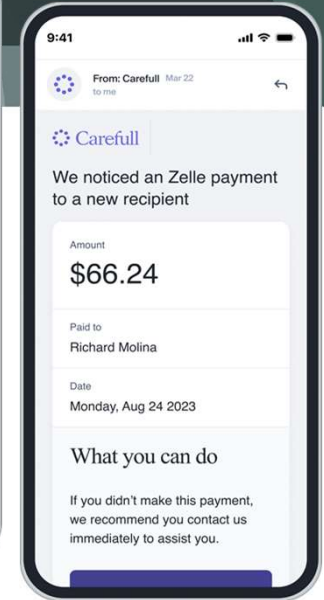 9:41
From: Carefull Mar 22
to me
Carefull
We noticed an Zelle payment
to a new recipient
Amount
$66.24
Paid to
Richard Molina
Date
Monday, Aug 24 2023
What you can do
If you didn’t make this payment,
we recommend you contact us
immediately to assist you.